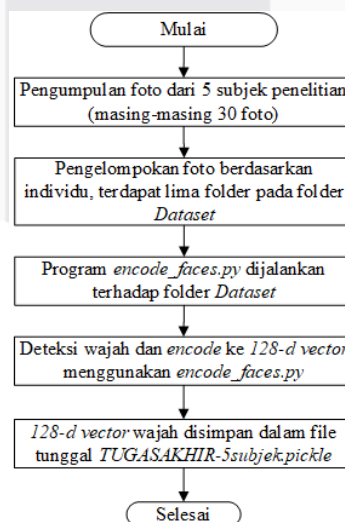 Mulai
Pengumpulan foto dari 5 subjek penelitian
(masing-masing 30 foto)
Pengelompokan foto berdasarkan
individu, terdapat lima folder pada folder
Dataset
Program encode_faces.py dijalankan
terhadap folder Dataset
Deteksi wajah dan encode ke 128-d vector
menggunakan encode_faces.py
128-d vector wajah disimpan dalam file
tunggal TUGASAKHIR-5subjek.pickle
Selesai